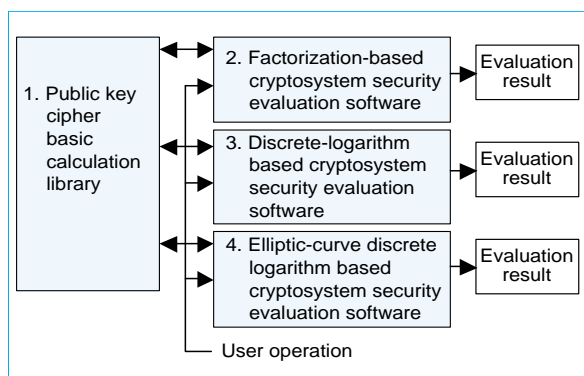 1. Public key
cipher
basic
calculation
library
2. Factorization-based
cryptosystem security
evaluation software
Evaluation
result
3. Discrete-logarithm
based cryptosystem
security evaluation
software
Evaluation
result
4. Elliptic-curve discrete
logarithm based
cryptosystem security
evaluation software
Evaluation
result
User operation